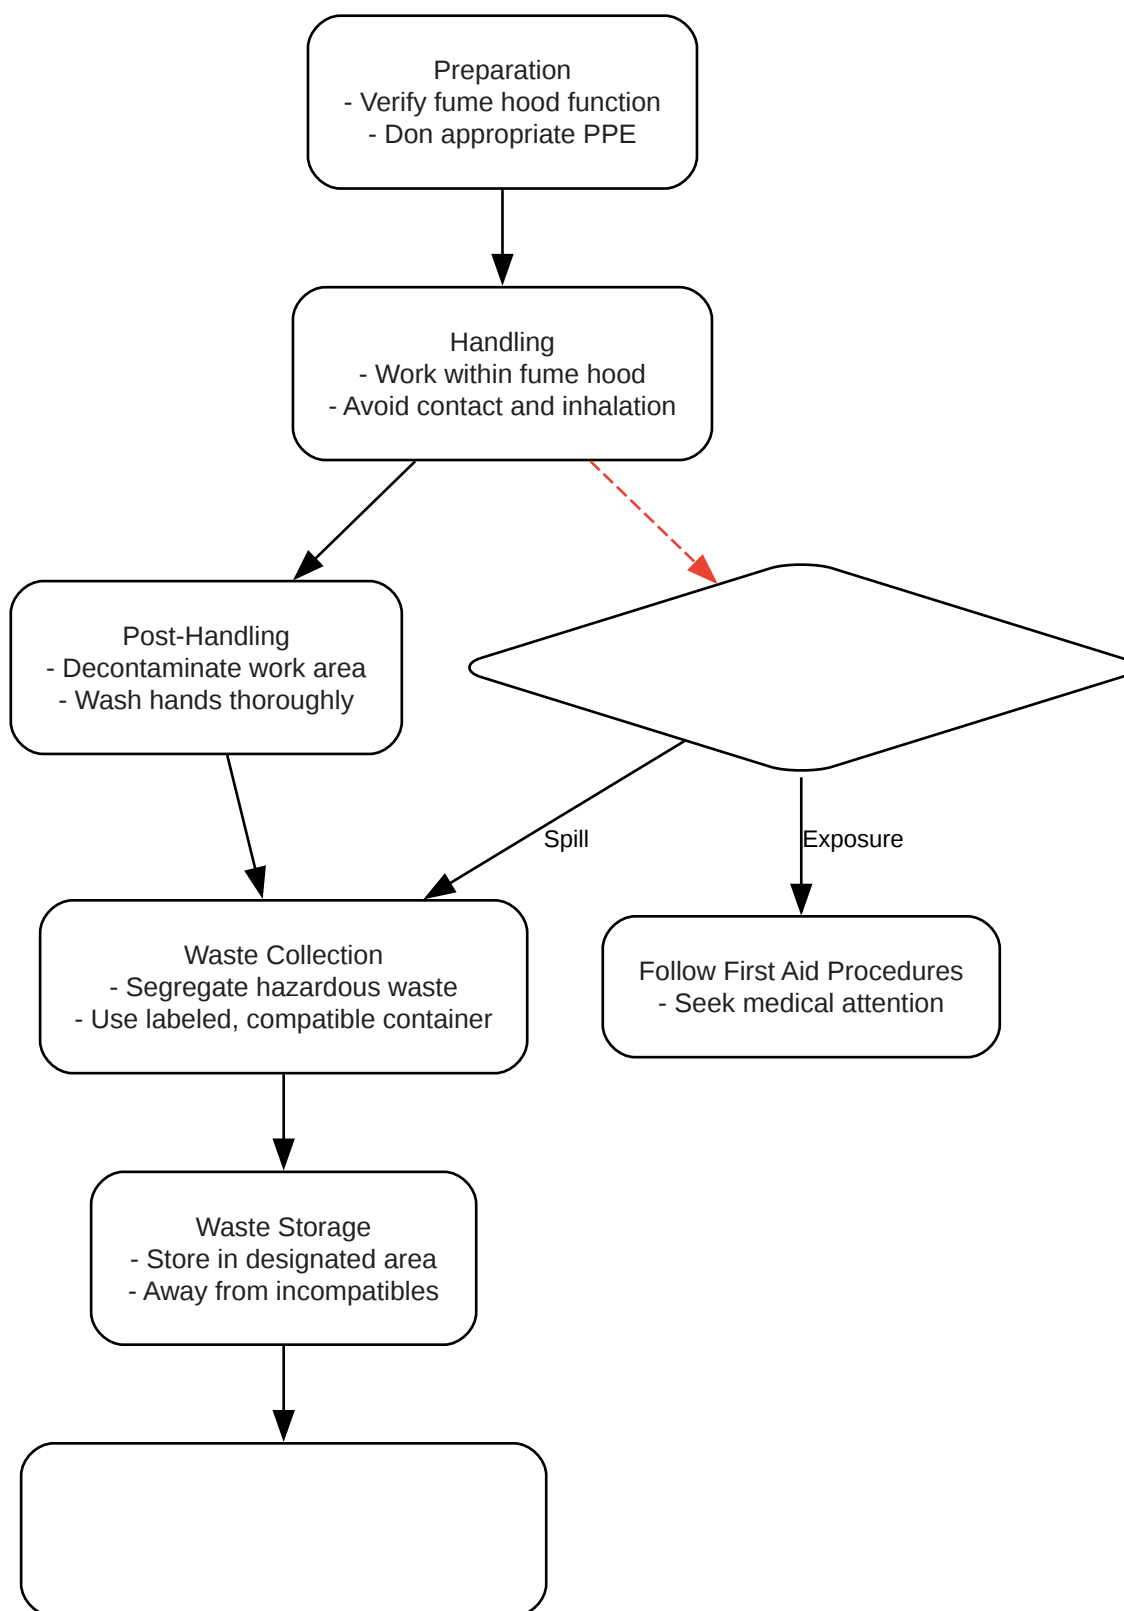 Preparation
- Verify fume hood function
- Don appropriate PPE
Handling
- Work within fume hood
- Avoid contact and inhalation
Post-Handling
- Decontaminate work area
- Wash hands thoroughly
Spill
Exposure
Waste Collection
- Segregate hazardous waste
- Use labeled, compatible container
Follow First Aid Procedures
- Seek medical attention
Waste Storage
- Store in designated area
- Away from incompatibles